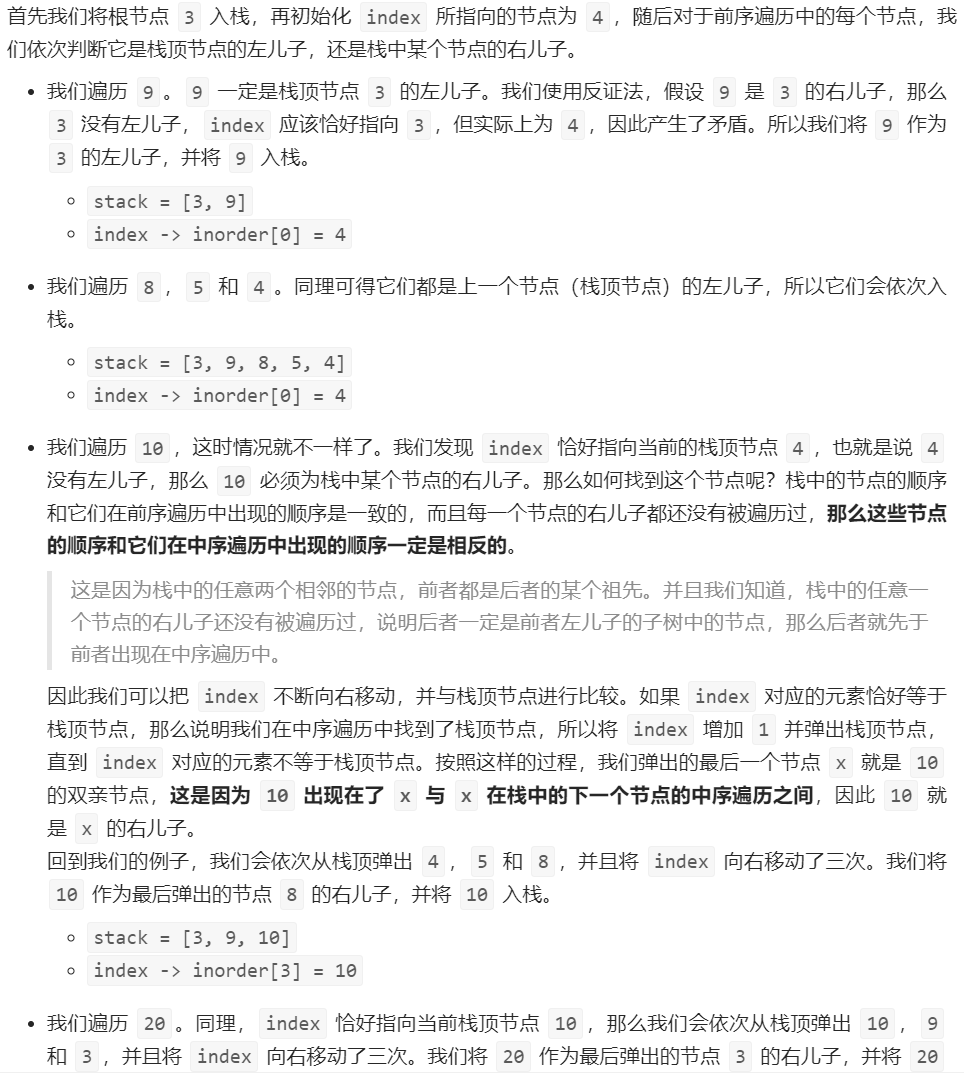 首先我们将根节点 3 入栈，再初始化 index 所指向的节点为 4，随后对于前序遍历中的每个节点，我
们依次判断它是栈顶节点的左儿子，还是栈中某个节点的右儿子。
• 我们遍历 9。9 一定是栈顶节点 3 的左儿子。我们使用反证法，假设 9 是 3 的右儿子，那么
3 没有左儿子，index 应该恰好指向 3，但实际上为 4，因此产生了矛盾。所以我们将 9 作为
3 的左儿子，并将 9 入栈。
◦ stack = [3, 9]
◦ index -> inorder[0] = 4
• 我们遍历 8，5 和 4。同理可得它们都是上一个节点（栈顶节点）的左儿子，所以它们会依次入
栈。
◦ stack = [3, 9, 8, 5, 4]
◦ index -> inorder[0] = 4
• 我们遍历 10，这时情况就不一样了。我们发现 index 恰好指向当前的栈顶节点 4，也就是说 4
没有左儿子，那么 10 必须为栈中某个节点的右儿子。那么如何找到这个节点呢？栈中的节点的顺序
和它们在前序遍历中出现的顺序是一致的，而且每一个节点的右儿子都还没有被遍历过，那么这些节点
的顺序和它们在中序遍历中出现的顺序一定是相反的。
这是因为栈中的任意两个相邻的节点，前者都是后者的某个祖先。并且我们知道，栈中的任意一
个节点的右儿子还没有被遍历过，说明后者一定是前者左儿子的子树中的节点，那么后者就先于
前者出现在中序遍历中。
因此我们可以把 index 不断向右移动，并与栈顶节点进行比较。如果 index 对应的元素恰好等于
栈顶节点，那么说明我们在中序遍历中找到了栈顶节点，所以将 index 增加 1 并弹出栈顶节点，
直到 index 对应的元素不等于栈顶节点。按照这样的过程，我们弹出的最后一个节点 x 就是 10
的双亲节点，这是因为 10 出现在了 x 与 x 在栈中的下一个节点的中序遍历之间，因此 10 就
是 x 的右儿子。
回到我们的例子，我们会依次从栈顶弹出 4，5 和 8，并且将 index 向右移动了三次。我们将
10 作为最后弹出的节点 8 的右儿子，并将 10 入栈。
◦ stack = [3, 9, 10]
◦ index -> inorder[3] = 10
• 我们遍历 20。同理，index 恰好指向当前栈顶节点 10，那么我们会依次从栈顶弹出 10，9
和 3，并且将 index 向右移动了三次。我们将 20 作为最后弹出的节点 3 的右儿子，并将 20